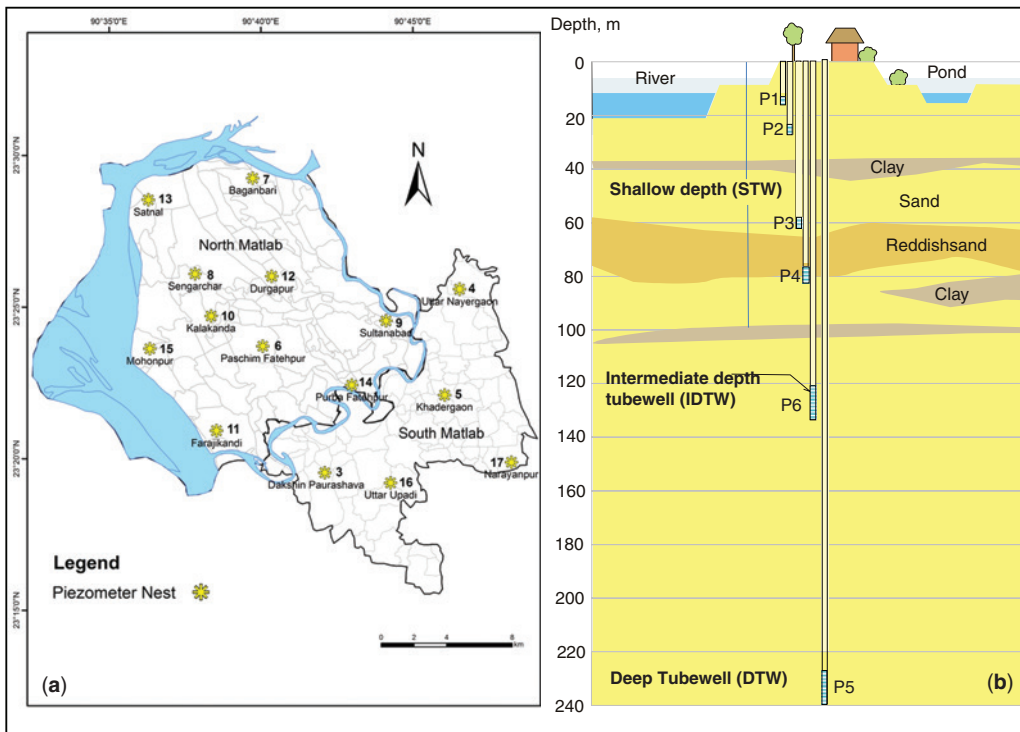 90°35'0"E 90°40'0"E 90°45'0"E
23°30'0"N
23°25'0"N
23°20'0"N
23°15'0"N
N
7
Baganbari
13
Satnal
North Matlab
8
Sengarchar
12
Durgapur
4
Uttar Nayergaon
10
Kalakanda
9
Sultanabad
15
Mohonpur
6
Paschim Fatehpur
14
Purba Fatehpur
5
Khadergaon
11
Farajikandi
South Matlab
3
Dakshin Paurashava
16
Uttar Upadi
17
Narayanpur
Legend
Piezometer Nest
0 2 4 8
km
(a)
Depth, m
0
20
40
60
80
100
120
140
160
180
200
220
240
River
Pond
P1
P2
Clay
Shallow depth (STW)
Sand
P3
Reddishsand
P4
Clay
Intermediate depth
tubewell (IDTW)
P6
Deep Tubewell (DTW)
P5
(b)